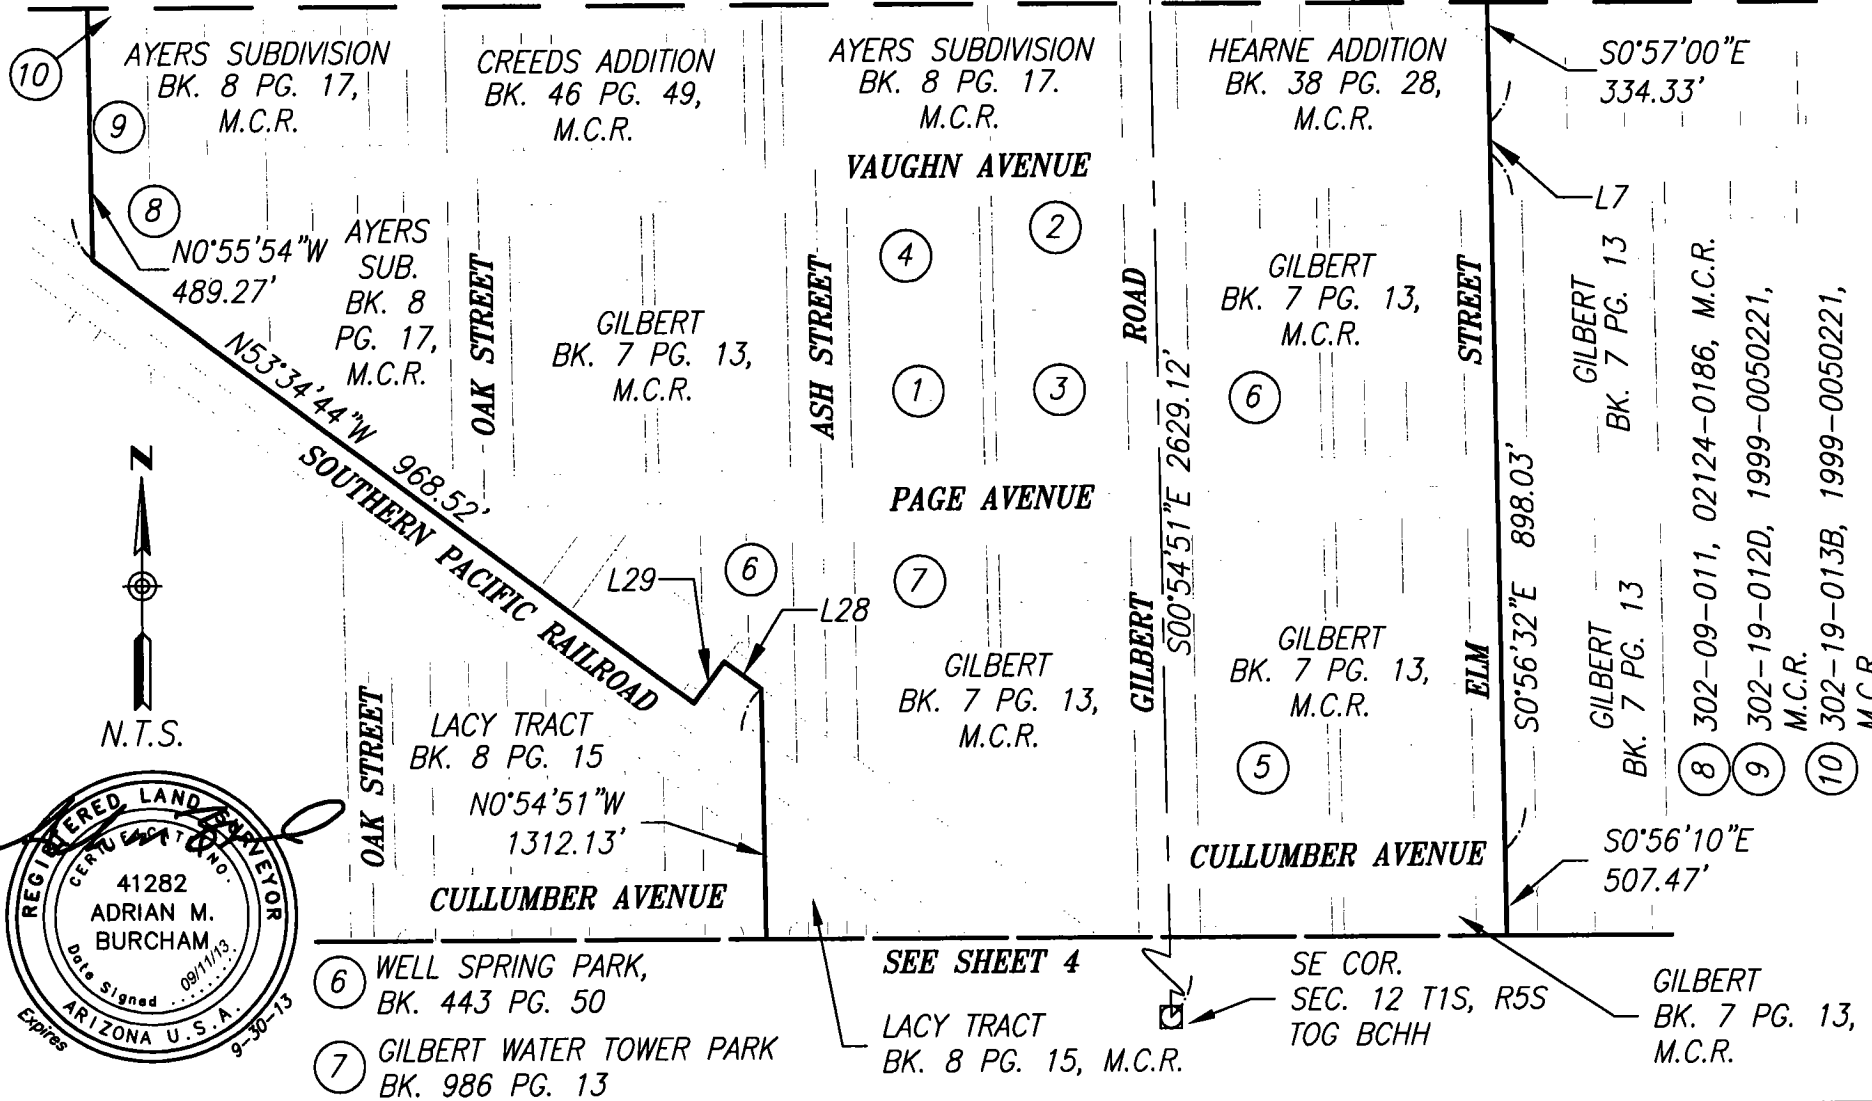 10
AYERS SUBDIVISION
BK. 8 PG. 17,
M.C.R.
9
8
CREEDS ADDITION
BK. 46 PG. 49,
M.C.R.
AYERS SUBDIVISION
BK. 8 PG. 17.
M.C.R.
HEARNE ADDITION
BK. 38 PG. 28,
M.C.R.
S0°57'00"E
334.33'
VAUGHN AVENUE
L7
N0°55'54"W
489.27'
AYERS
SUB.
BK. 8
PG. 17,
M.C.R.
OAK STREET
GILBERT
BK. 7 PG. 13,
M.C.R.
ASH STREET
4
2
1
3
ROAD
S00°54'51"E 2629.12'
GILBERT
BK. 7 PG. 13,
M.C.R.
6
STREET
GILBERT
BK. 7 PG. 13
N53°34'44"W
968.52'
SOUTHERN PACIFIC RAILROAD
PAGE AVENUE
N
N.T.S.
L29
6
L28
7
GILBERT
BK. 7 PG. 13,
M.C.R.
GILBERT
GILBERT
BK. 7 PG. 13,
M.C.R.
5
ELM
S0°56'32"E 898.03'
GILBERT
BK. 7 PG. 13
8 302-09-011, 02124-0186, M.C.R.
9 302-19-012D, 1999-0050221,
M.C.R.
10 302-19-013B, 1999-0050221,
M.C.R.
OAK STREET
LACY TRACT
BK. 8 PG. 15
N0°54'51"W
1312.13'
CULLUMBER AVENUE
CULLUMBER AVENUE
S0°56'10"E
507.47'
REGISTERED LAND SURVEYOR
CERTIFICATE NO.
41282
ADRIAN M.
BURCHAM
Date Signed 09/11/13
ARIZONA U.S.A.
Expires 9-30-13
6 WELL SPRING PARK,
BK. 443 PG. 50
7 GILBERT WATER TOWER PARK
BK. 986 PG. 13
SEE SHEET 4
LACY TRACT
BK. 8 PG. 15, M.C.R.
SE COR.
SEC. 12 T1S, R5S
TOG BCHH
GILBERT
BK. 7 PG. 13,
M.C.R.